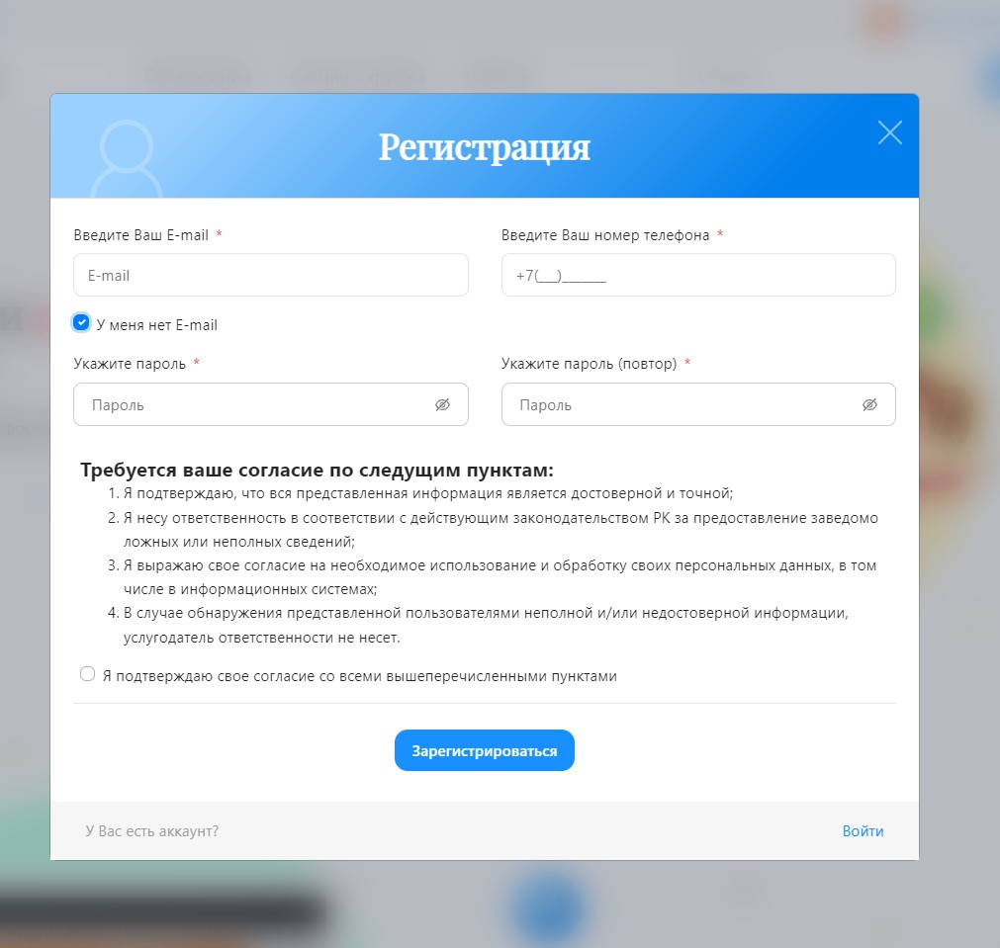 Регистрация
Введите Ваш E-mail *
Введите Ваш номер телефона *
E-mail
+7(___)_______
У меня нет E-mail
Укажите пароль *
Укажите пароль (повтор) *
Пароль
Пароль
Требуется ваше согласие по следущим пунктам:
1. Я подтверждаю, что вся представленная информация является достоверной и точной;
2. Я несу ответственность в соответствии с действующим законодательством РК за предоставление заведомо
ложных или неполных сведений;
3. Я выражаю свое согласие на необходимое использование и обработку своих персональных данных, в том
числе в информационных системах;
4. В случае обнаружения представленной пользователями неполной и/или недостоверной информации,
услугодатель ответственности не несет.
Я подтверждаю свое согласие со всеми вышеперечисленными пунктами
Зарегистрироваться
У Вас есть аккаунт?
Войти